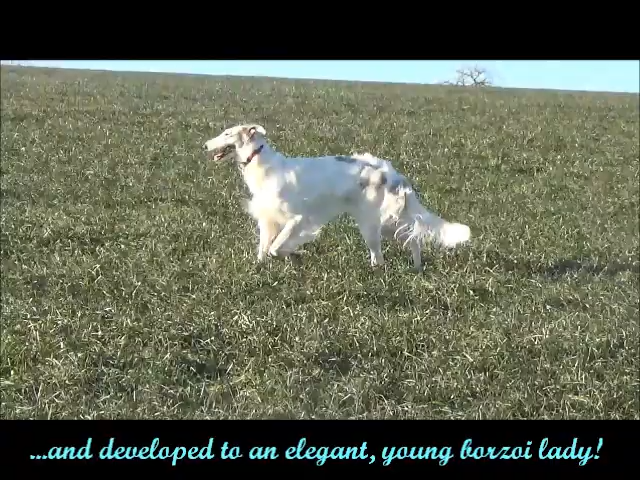 ...and developed to an elegant, young borzoi lady!